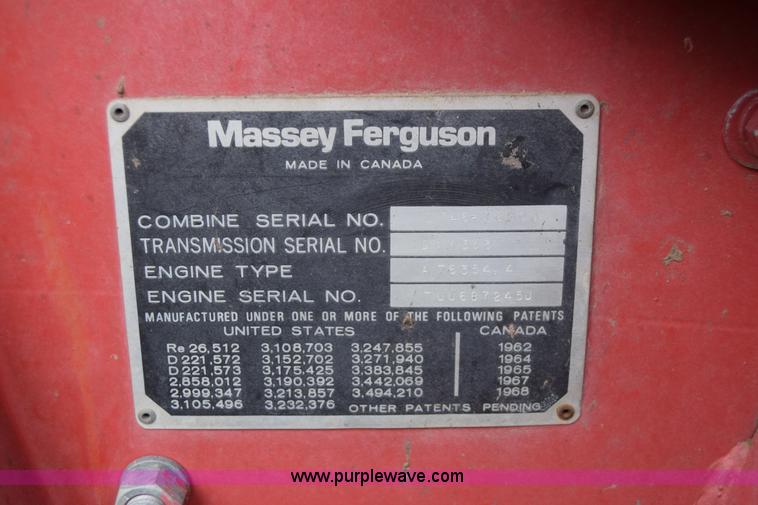 Massey Ferguson
MADE IN CANADA
COMBINE SERIAL NO.
TRANSMISSION SERIAL NO.
ENGINE TYPE A T6354.4
ENGINE SERIAL NO. TUU687245J
MANUFACTURED UNDER ONE OR MORE OF THE FOLLOWING PATENTS
UNITED STATES CANADA
Re 26,512 3,108,703 3,247,855 1962
D 221,572 3,152,702 3,271,940 1964
D 221,573 3,175,425 3,383,845 1965
2,858,012 3,190,392 3,442,069 1967
2,999,347 3,213,857 3,494,210 1968
3,105,496 3,232,376 OTHER PATENTS PENDING
www.purplewave.com